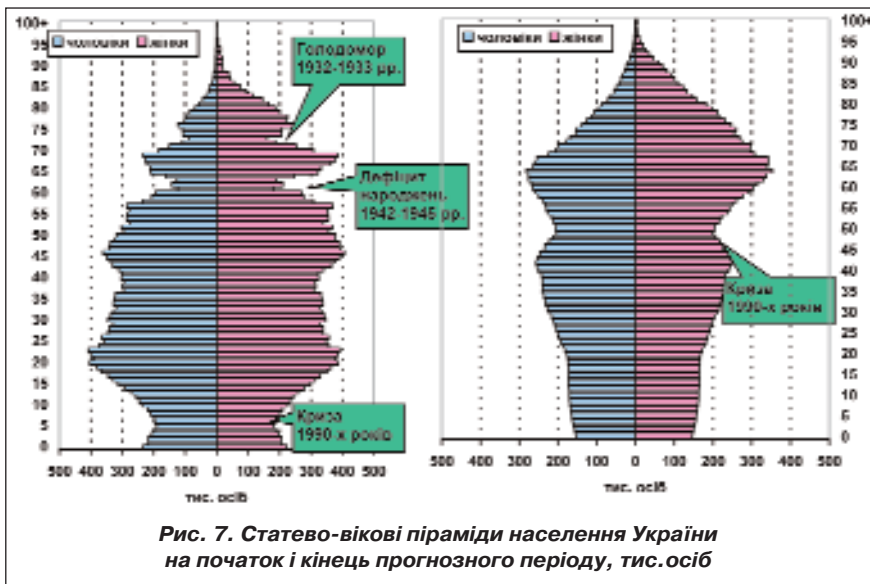 100+
95
90
85
80
75
70
65
60
55
50
45
40
35
30
25
20
15
10
5
0
чоловіки жінки
Голодомор
1932-1933 рр.
Дефіцит
народжень
1942-1945 рр.
Криза
1990-х років
500 400 300 200 100 0 100 200 300 400 500
тис. осіб
чоловіки жінки
100+
95
90
85
80
75
70
65
60
55
50
45
40
35
30
25
20
15
10
5
0
Криза
1990-х років
500 400 300 200 100 0 100 200 300 400 500
тис. осіб
Рис. 7. Статево-вікові піраміди населення України
на початок і кінець прогнозного періоду, тис.осіб